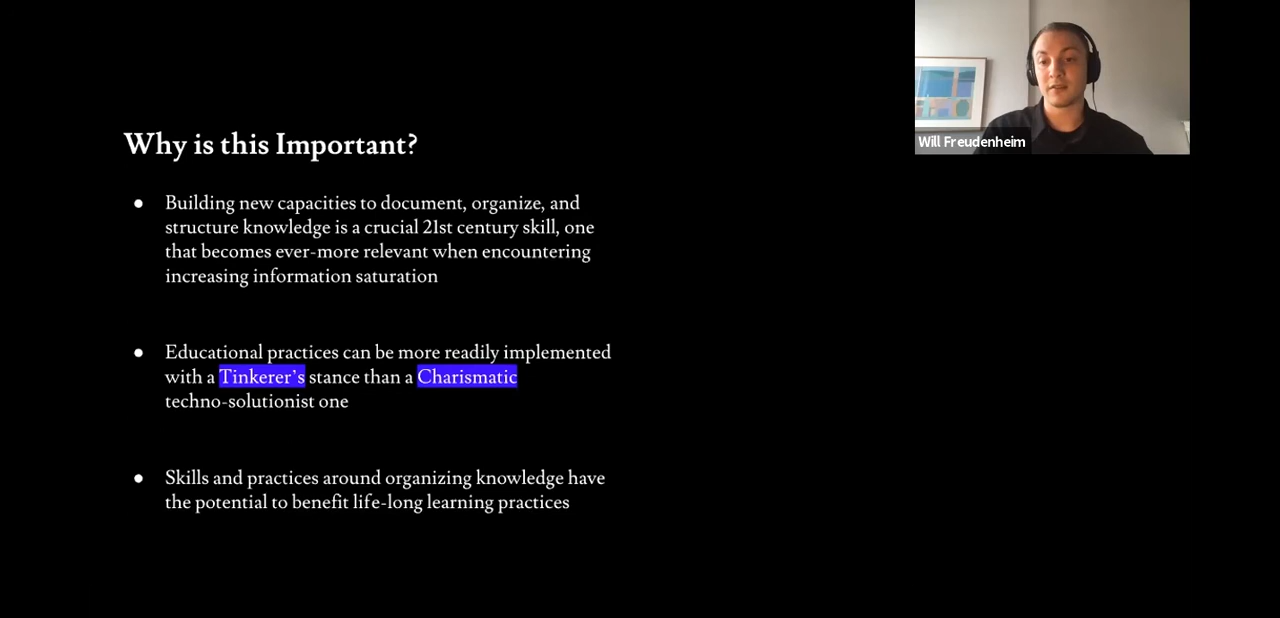 Why is this Important?
● Building new capacities to document, organize, and
structure knowledge is a crucial 21st century skill, one
that becomes ever-more relevant when encountering
increasing information saturation
● Educational practices can be more readily implemented
with a Tinkerer’s stance than a Charismatic
techno-solutionist one
● Skills and practices around organizing knowledge have
the potential to benefit life-long learning practices
Will Freudenheim